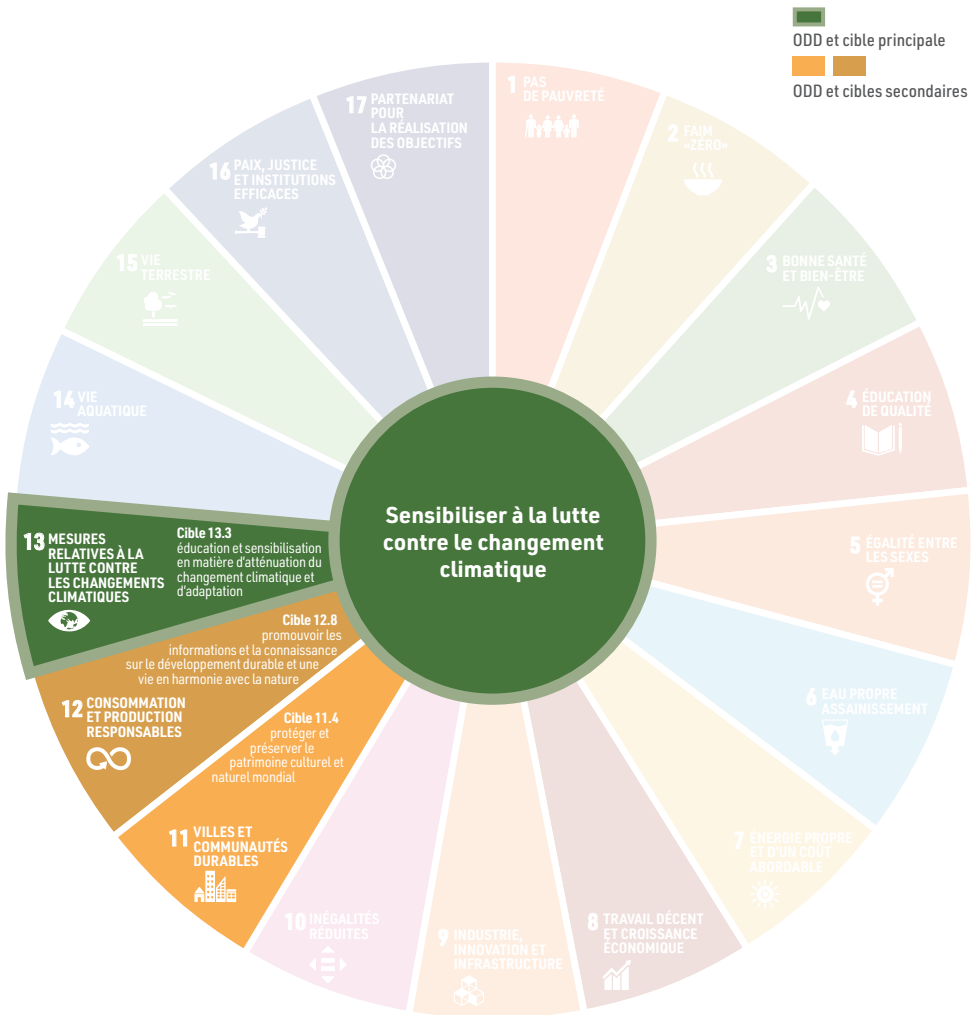 ODD et cible principale
ODD et cibles secondaires
1 PAS
DE PAUVRETÉ
2 FAIM
«ZÉRO»
3 BONNE SANTÉ
ET BIEN-ÊTRE
4 ÉDUCATION
DE QUALITÉ
5 ÉGALITÉ ENTRE
LES SEXES
6 EAU PROPRE
ASSAINISSEMENT
7 ÉNERGIE PROPRE
ET D'UN COÛT
ABORDABLE
8 TRAVAIL DÉCENT
ET CROISSANCE
ÉCONOMIQUE
9 INDUSTRIE,
INNOVATION ET
INFRASTRUCTURE
10 INÉGALITÉS
RÉDUITES
11 VILLES ET
COMMUNAUTÉS
DURABLES
Cible 11.4
protéger et
préserver le
patrimoine culturel et
naturel mondial
12 CONSOMMATION
ET PRODUCTION
RESPONSABLES
Cible 12.8
promouvoir les
informations et la connaissance
sur le développement durable et une
vie en harmonie avec la nature
13 MESURES
RELATIVES À LA
LUTTE CONTRE
LES CHANGEMENTS
CLIMATIQUES
Cible 13.3
éducation et sensibilisation
en matière d'atténuation du
changement climatique et
d'adaptation
14 VIE
AQUATIQUE
15 VIE
TERRESTRE
16 PAIX, JUSTICE
ET INSTITUTIONS
EFFICACES
17 PARTENARIAT
POUR
LA RÉALISATION
DES OBJECTIFS
Sensibiliser à la lutte
contre le changement
climatique